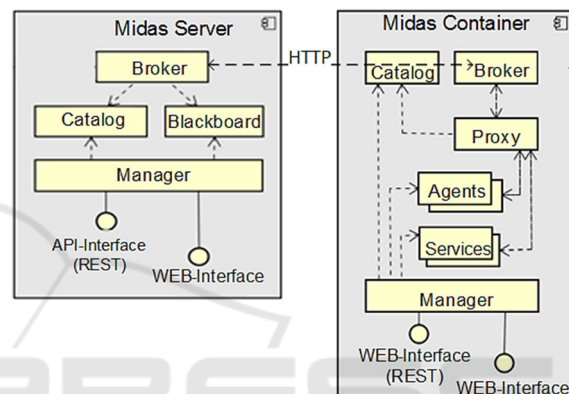 Midas Server
Broker
Catalog
Blackboard
Manager
API-Interface
(REST)
WEB-Interface
HTTP
Midas Container
Catalog
Broker
Proxy
Agents
Services
Manager
WEB-Interface
(REST)
WEB-Interface